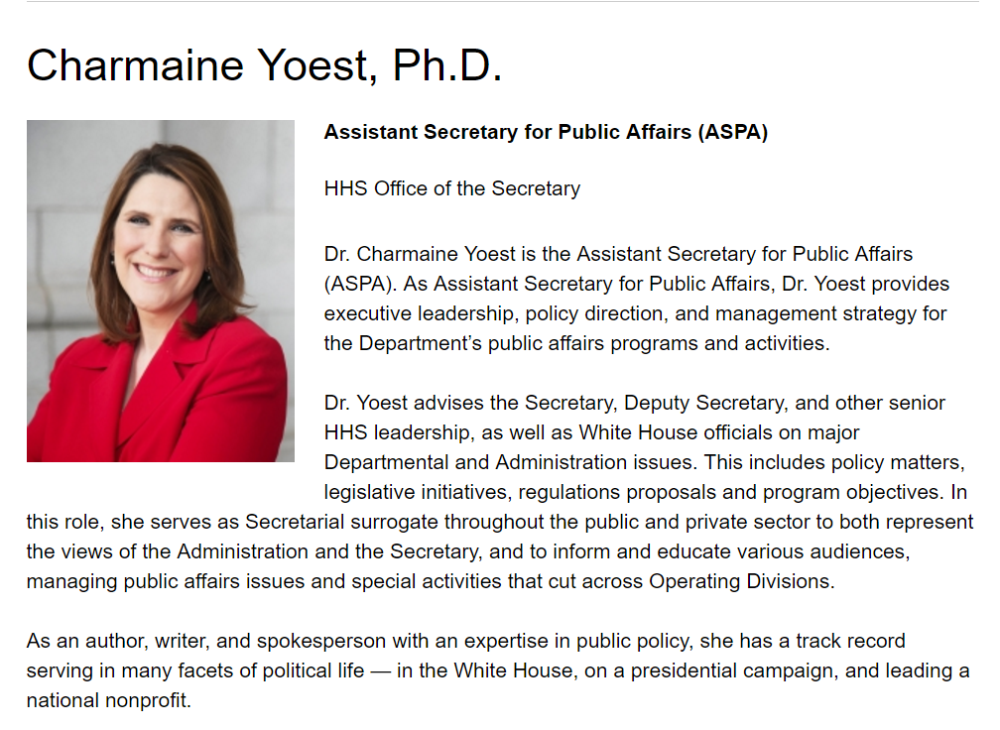 Charmaine Yoest, Ph.D.
Assistant Secretary for Public Affairs (ASPA)
HHS Office of the Secretary
Dr. Charmaine Yoest is the Assistant Secretary for Public Affairs
(ASPA). As Assistant Secretary for Public Affairs, Dr. Yoest provides
executive leadership, policy direction, and management strategy for
the Department’s public affairs programs and activities.
Dr. Yoest advises the Secretary, Deputy Secretary, and other senior
HHS leadership, as well as White House officials on major
Departmental and Administration issues. This includes policy matters,
legislative initiatives, regulations proposals and program objectives. In
this role, she serves as Secretarial surrogate throughout the public and private sector to both represent
the views of the Administration and the Secretary, and to inform and educate various audiences,
managing public affairs issues and special activities that cut across Operating Divisions.
As an author, writer, and spokesperson with an expertise in public policy, she has a track record
serving in many facets of political life — in the White House, on a presidential campaign, and leading a
national nonprofit.